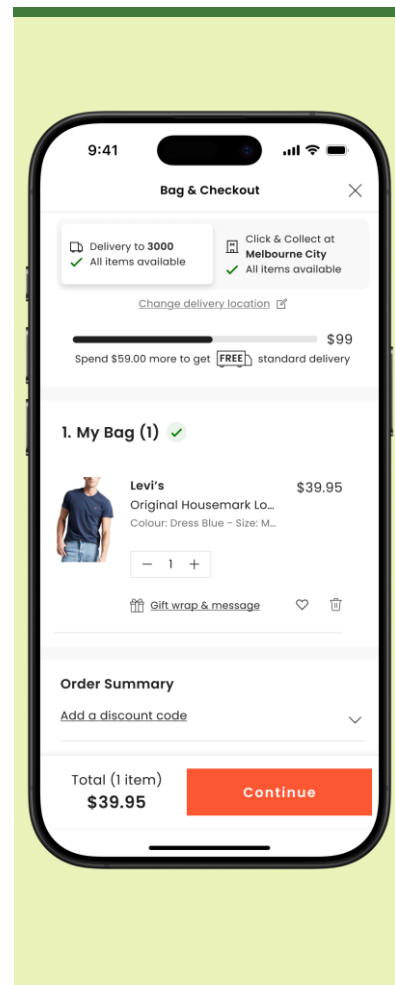 9:41
Bag & Checkout
Delivery to 3000
All items available
Click & Collect at
Melbourne City
All items available
Change delivery location
$99
Spend $59.00 more to get FREE standard delivery
1. My Bag (1)
Levi's
$39.95
Original Housemark Lo...
Colour: Dress Blue - Size: M...
— 1 +
Gift wrap & message
Order Summary
Add a discount code
Total (1 item)
$39.95
Continue